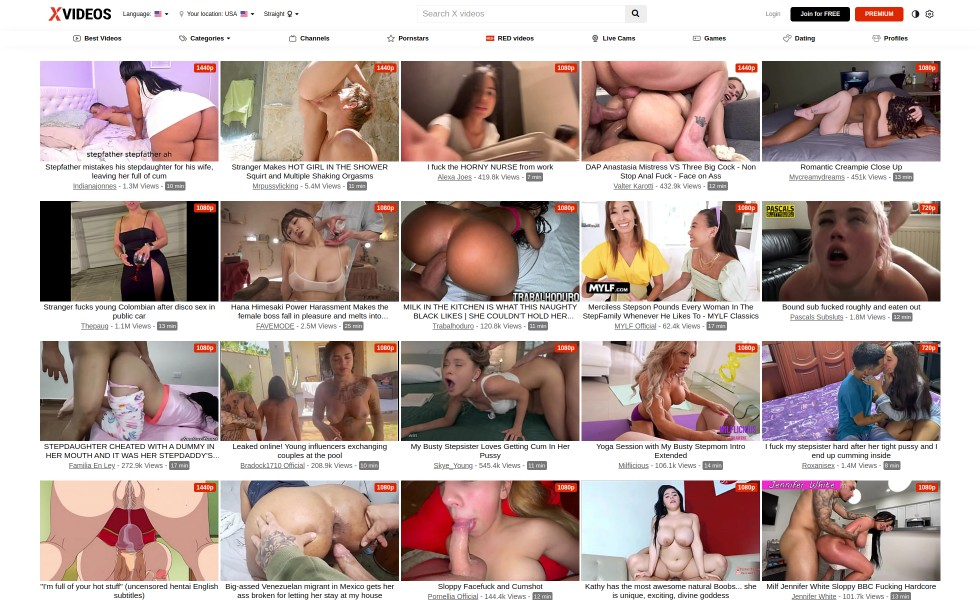 XVIDEOS
Language:
Your location: USA
Straight
Search X videos
Login
Join for FREE
PREMIUM
Best Videos
Categories
Channels
Pornstars
RED videos
Live Cams
Games
Dating
Profiles
1440p
1440p
1080p
1440p
1080p
stepfather stepfather ah
Stepfather mistakes his stepdaughter for his wife,
leaving her full of cum
Indianajonnes - 1.3M Views - 10 min
Stranger Makes HOT GIRL IN THE SHOWER
Squirt and Multiple Shaking Orgasms
Mrpussylicking - 5.4M Views - 11 min
I fuck the HORNY NURSE from work
Alexa Joes - 419.8k Views - 7 min
DAP Anastasia Mistress VS Three Big Cock - Non
Stop Anal Fuck - Face on Ass
Valter Karotti - 432.9k Views - 12 min
Romantic Creampie Close Up
Mycreamydreams - 451k Views - 13 min
1080p
1080p
1080p
1080p
720p
TRABALHODURO
MYLF.COM
PASCALS
Stranger fucks young Colombian after disco sex in
public car
Thepaug - 1.1M Views - 13 min
Hana Himesaki Power Harassment Makes the
female boss fall in pleasure and melts into...
FAVEMODE - 2.5M Views - 25 min
MILK IN THE KITCHEN IS WHAT THIS NAUGHTY
BLACK LIKES | SHE COULDN'T HOLD HER...
Trabalhoduro - 120.8k Views - 11 min
Merciless Stepson Pounds Every Woman In The
StepFamily Whenever He Likes To - MYLF Classics
MYLF Official - 62.4k Views - 17 min
Bound sub fucked roughly and eaten out
Pascals Subsluts - 1.8M Views - 12 min
1080p
1080p
1080p
1080p
720p
STEPDAUGHTER CHEATED WITH A DUMMY IN
HER MOUTH AND IT WAS HER STEPDADDY'S...
Familia En Ley - 272.9k Views - 17 min
Leaked online! Young influencers exchanging
couples at the pool
Bradock1710 Official - 208.9k Views - 10 min
My Busty Stepsister Loves Getting Cum In Her
Pussy
Skye_Young - 545.4k Views - 11 min
Yoga Session with My Busty Stepmom Intro
Extended
Milflicious - 106.1k Views - 14 min
I fuck my stepsister hard after her tight pussy and I
end up cumming inside
Roxanisex - 1.4M Views - 8 min
1440p
1080p
1080p
1080p
1080p
Jennifer White
"I'm full of your hot stuff" (uncensored hentai English
subtitles)
Big-assed Venezuelan migrant in Mexico gets her
ass broken for letting her stay at my house
Sloppy Facefuck and Cumshot
Pornellia Official - 144.4k Views - 12 min
Kathy has the most awesome natural Boobs... she
is unique, exciting, divine goddess
Milf Jennifer White Sloppy BBC Fucking Hardcore
Jennifer White - 101.7k Views - 13 min